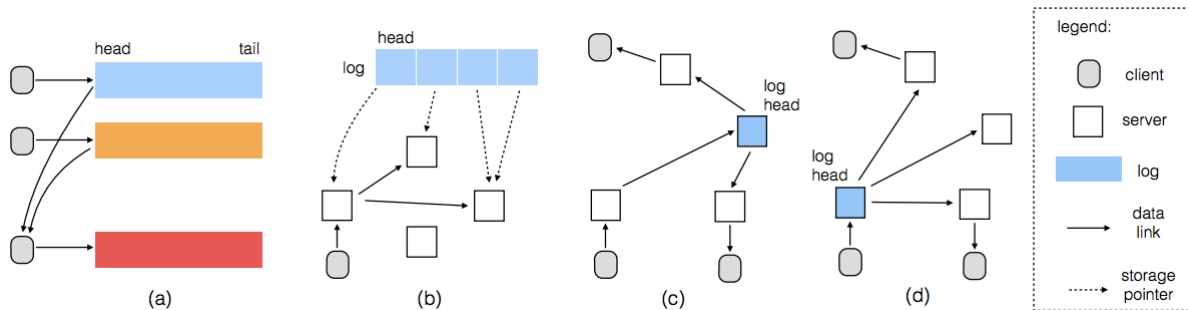 head tail
(a)
head
log
(b)
log
head
(c)
log
head
(d)
legend:
client
server
log
data
link
storage
pointer